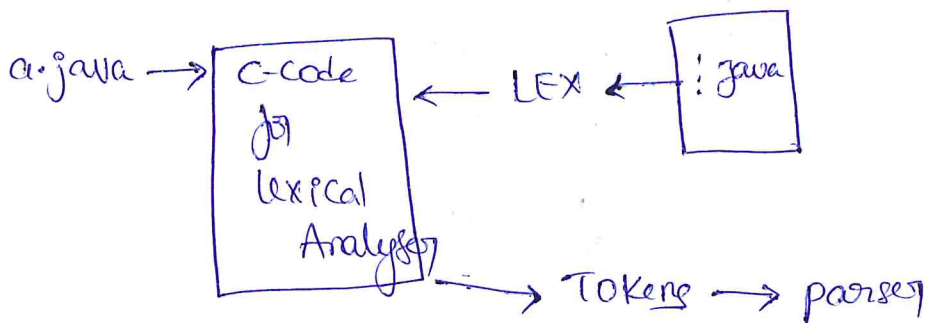 a.java → C-code ← LEX ← : java
for
Lexical
Analyser
→ Tokens → parser